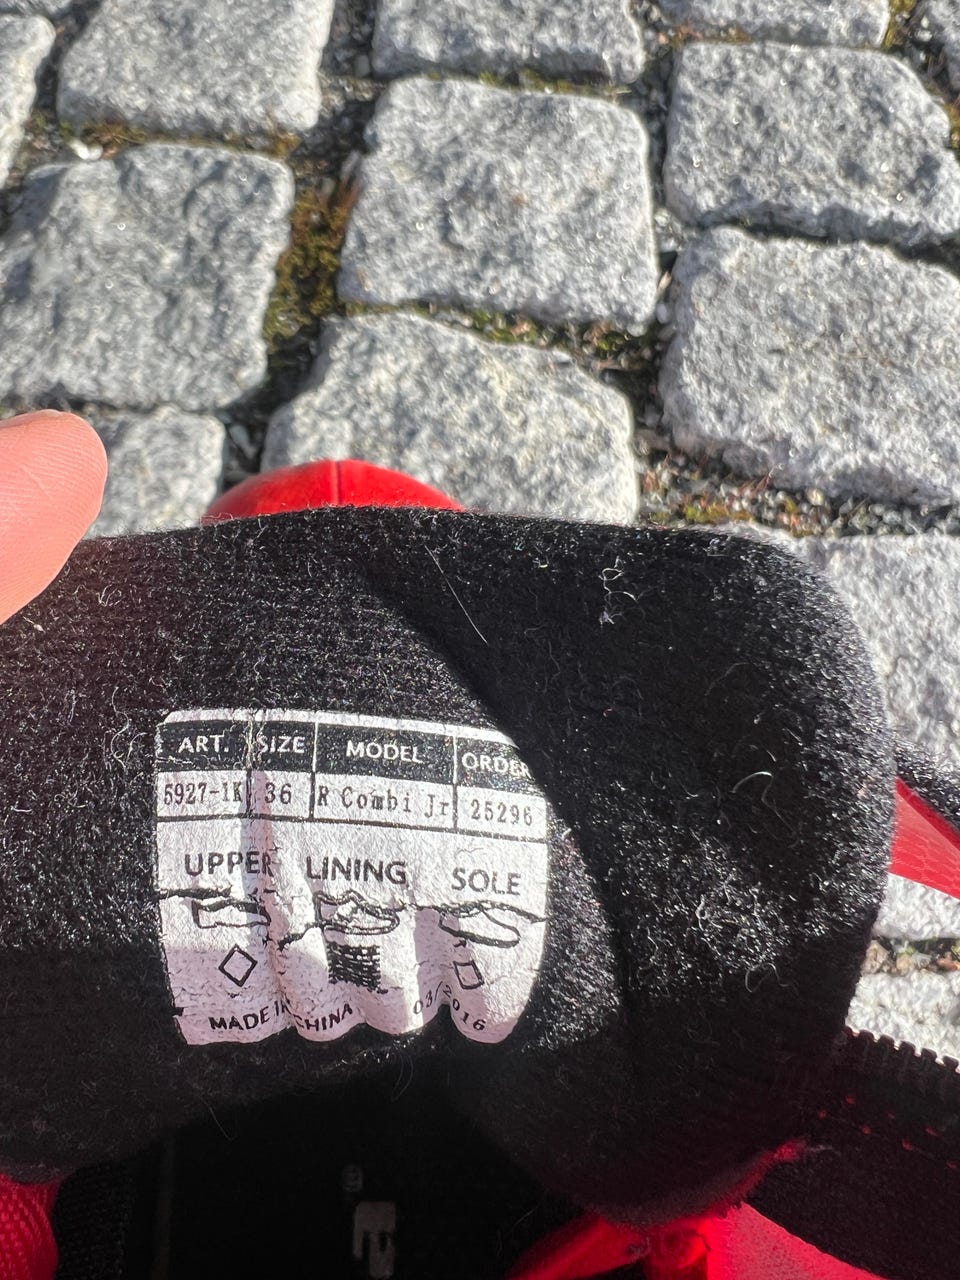 ART. SIZE MODEL ORDER
5927-1K 36 R Combi Jr 25296
UPPER LINING SOLE
MADE IN CHINA 03/2016